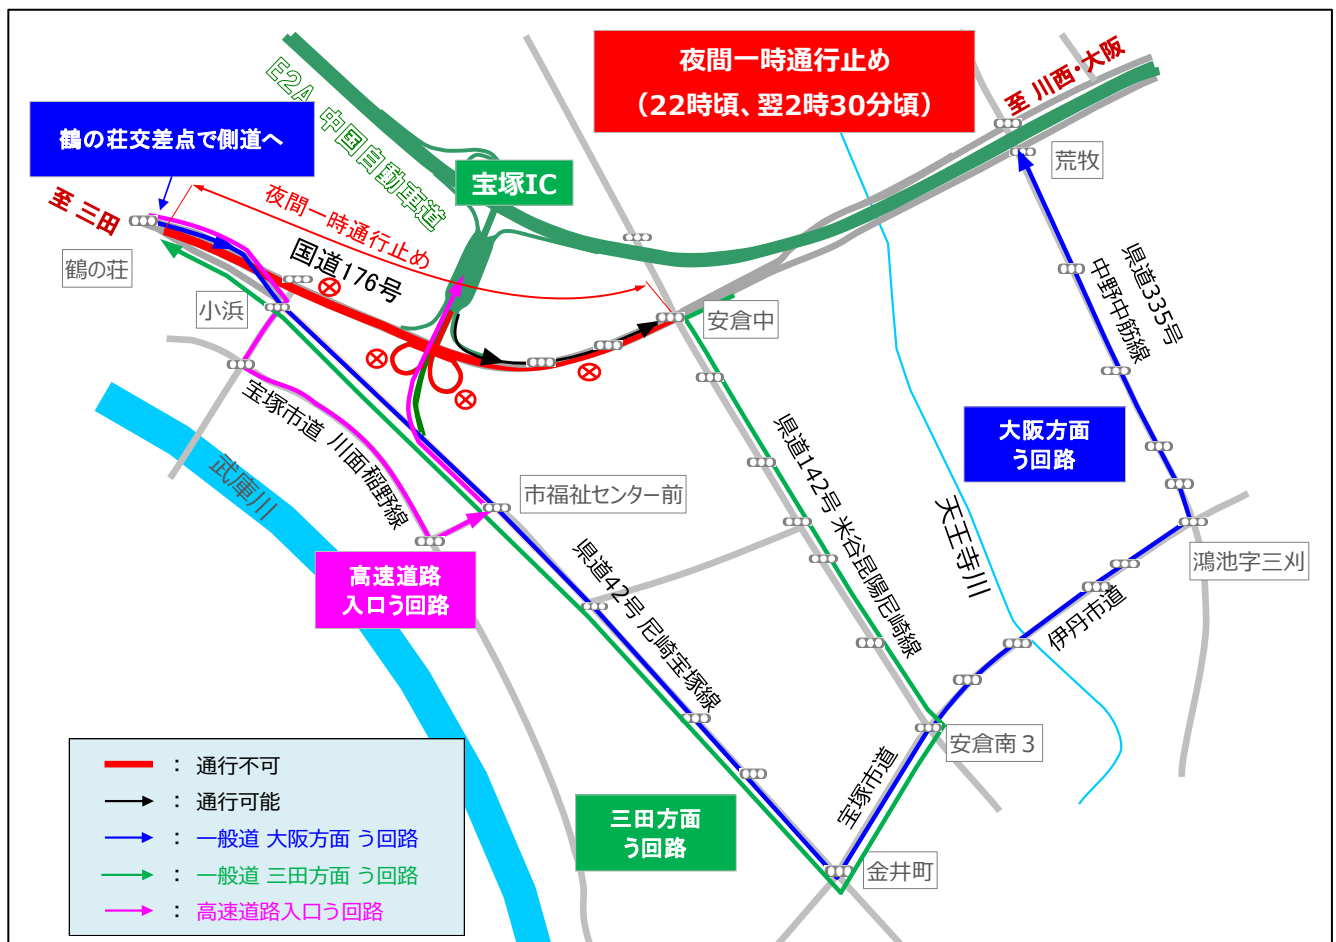 夜間一時通行止め
（22時頃、翌2時30分頃）
至 川西・大阪
E2A 中国自動車道
鶴の荘交差点で側道へ
宝塚IC
荒牧
至 三田
夜間一時通行止め
国道176号
鶴の荘
小浜
安倉中
県道335号
中野中筋線
宝塚市道 川面稲野線
武庫川
大阪方面
う回路
県道142号 米谷昆陽尼崎線
天王寺川
市福祉センター前
鴻池字三刈
高速道路
入口う回路
県道42号 尼崎宝塚線
伊丹市道
安倉南3
宝塚市道
三田方面
う回路
金井町
： 通行不可
： 通行可能
： 一般道 大阪方面 う回路
： 一般道 三田方面 う回路
： 高速道路入口う回路